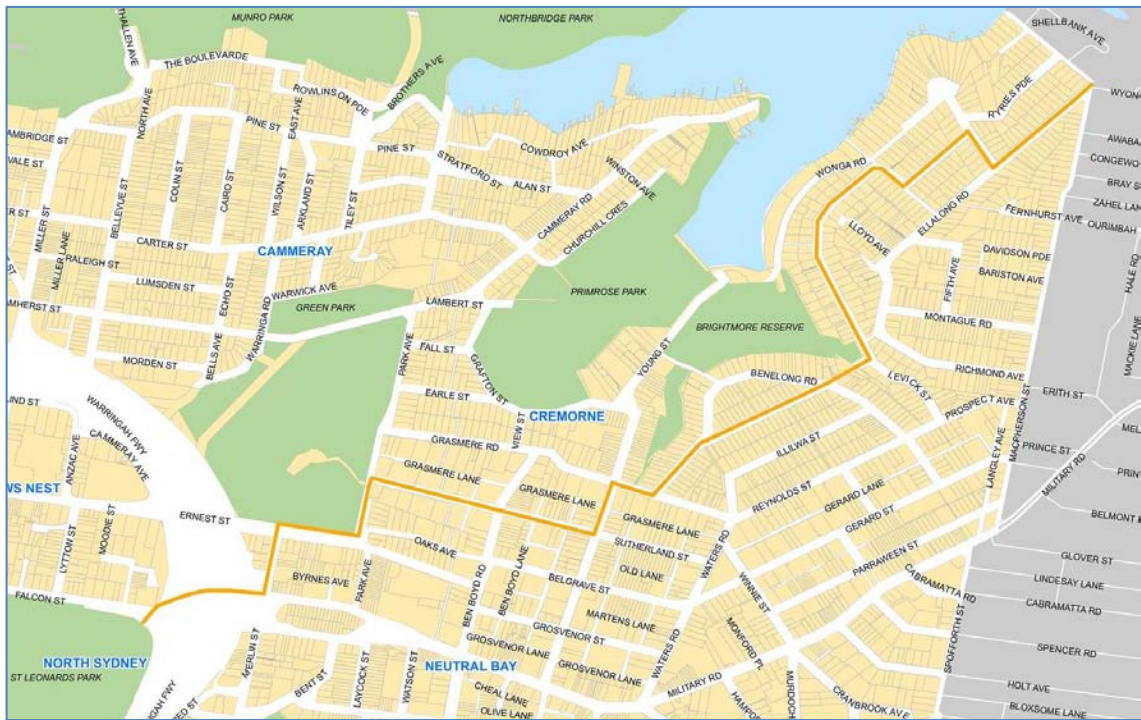 MUNRO PARK
NORTHBRIDGE PARK
SHELLBANK AVE
THALLEN AVE
THE BOULEVARDE
ROWLINSON PDE
BROTHERS AVE
NORTH AVE
EAST AVE
PINE ST
PINE ST
AMBRIDGE ST
VALE ST
COLIN ST
CAIRO ST
WILSON ST
ARKLAND ST
TILEY ST
STRATFORD ST
COWDROY AVE
ALAN ST
WINSTON AVE
CAMMERAY RD
CHURCHILL CRES
WONGA RD
RYRIES PDE
WYON
AWABA
CONGEWO
BRAY S
ZAHEL LAN
OURIMBAH
FERNHURST AVE
ELLALONG RD
LLOYD AVE
DAVIDSON PDE
BARISTON AVE
FIFTH AVE
HALE RD
MACKIE LANE
MILLER ST
MILLER LANE
BELLEVUE ST
CARTER ST
RALEIGH ST
LUMSDEN ST
CAMMERAY
ECHO ST
WARRINGA RD
WARWICK AVE
GREEN PARK
LAMBERT ST
PRIMROSE PARK
BRIGHTMORE RESERVE
MONTAGUE RD
RICHMOND AVE
AMHERST ST
MORDEN ST
BELLS AVE
PARK AVE
FALL ST
GRAFTON ST
YOUNG ST
BENELONG RD
LEVICK ST
PROSPECT AVE
ERITH ST
MACPHERSON ST
LANGLEY AVE
MILITARY RD
PRINCE ST
PRIN
MEL
EARLE ST
VIEW ST
CREMORNE
ILLILWA ST
REYNOLDS ST
GERARD LANE
GERARD ST
PARRAWEEN ST
BELMONT
WARRINGAH FWY
CAMMERAY AVE
ANZAC AVE
LIND ST
WS NEST
GRASMERE RD
GRASMERE LANE
GRASMERE LANE
GRASMERE LANE
ERNEST ST
MOODIE ST
LYTTON ST
OAKS AVE
BYRNES AVE
PARK AVE
BEN BOYD RD
BEN BOYD LANE
BELGRAVE ST
SUTHERLAND ST
OLD LANE
WATERS RD
WINNIE ST
GLOVER ST
LINDESAY LANE
CABRAMATTA RD
CABRAMATTA RD
FALCON ST
MARTENS LANE
GROSVENOR ST
GROSVENOR LANE
GROSVENOR LANE
WATERS RD
MONFORD PL
SPOFFORTH ST
SPENCER RD
NORTH SYDNEY
ST LEONARDS PARK
MERLIN ST
BENT ST
LAYCOCK ST
WATSON ST
NEUTRAL BAY
CHEAL LANE
OLIVE LANE
MILITARY RD
MURDOCH
CRANBROOK AVE
HOLT AVE
BLOXSOME LANE